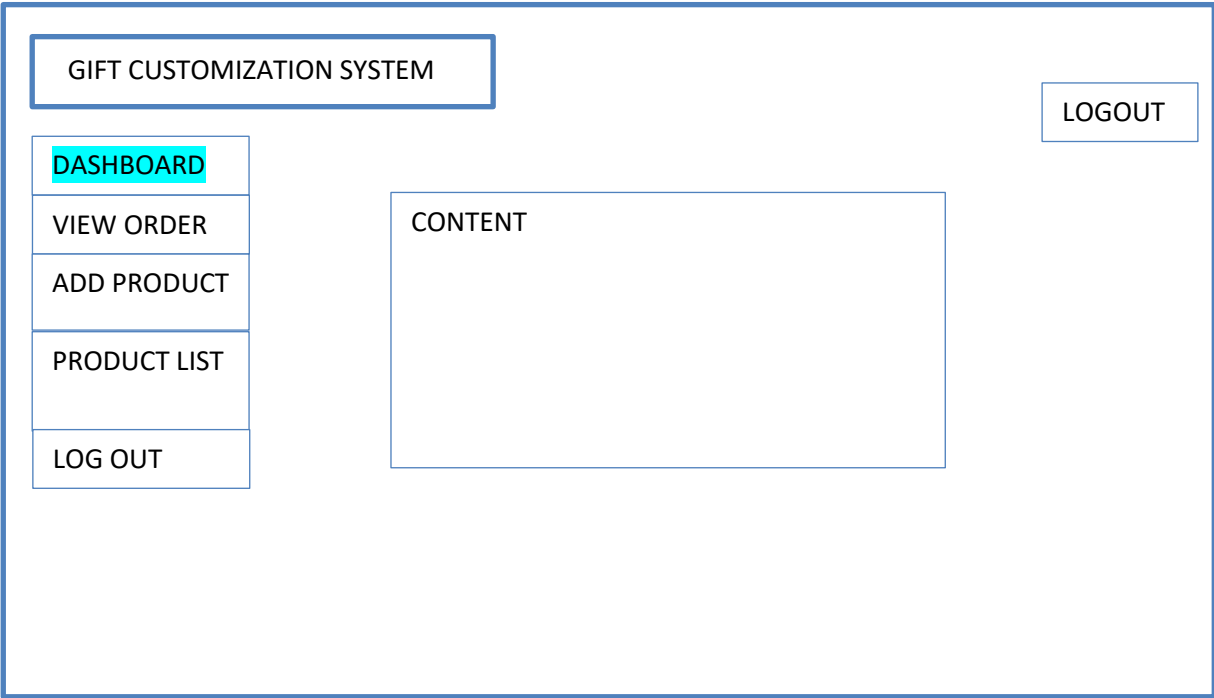 GIFT CUSTOMIZATION SYSTEM
LOGOUT
DASHBOARD
VIEW ORDER
CONTENT
ADD PRODUCT
PRODUCT LIST
LOG OUT